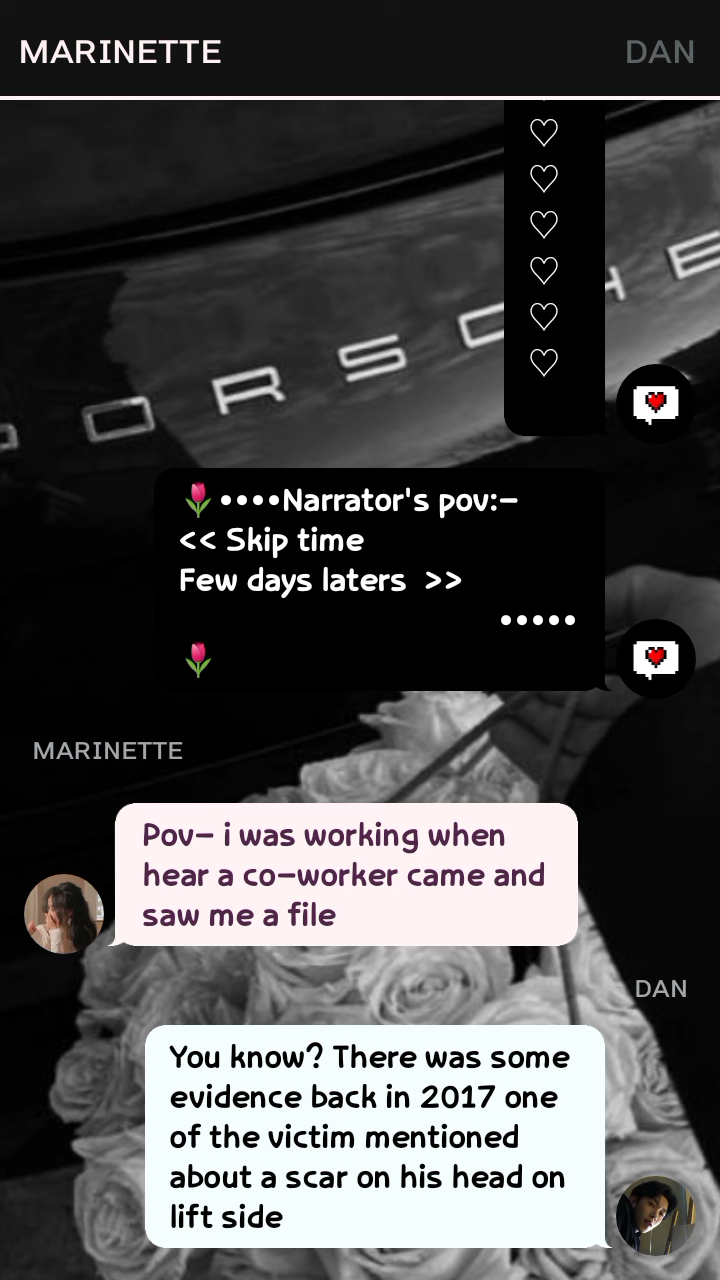 MARINETTE
DAN
♡
♡
♡
♡
♡
♡
PORSCHE
🌷••••Narrator's pov:–
<< Skip time
Few days laters >>
•••••
🌷
MARINETTE
Pov– i was working when
hear a co–worker came and
saw me a file
DAN
You know? There was some
evidence back in 2017 one
of the victim mentioned
about a scar on his head on
lift side